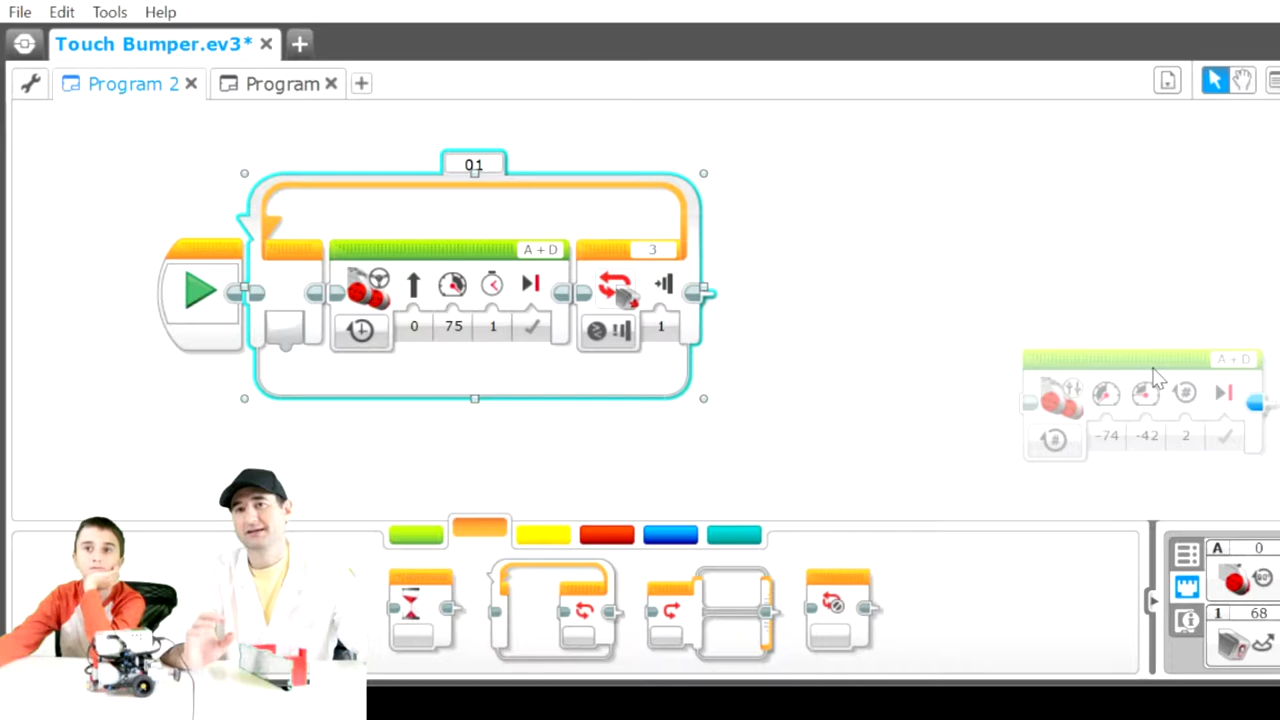 File Edit Tools Help
Touch Bumper.ev3* × +
Program 2 × Program × +
01
A + D 3
0 75 1 1
A + D
-74 -42 2
A 0
1 68